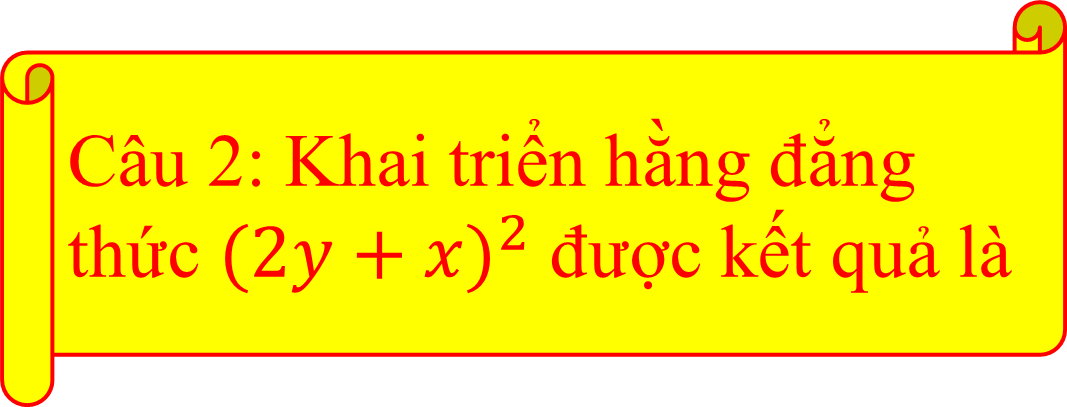 Câu 2: Khai triển hằng đẳng
thức (2y + x)² được kết quả là